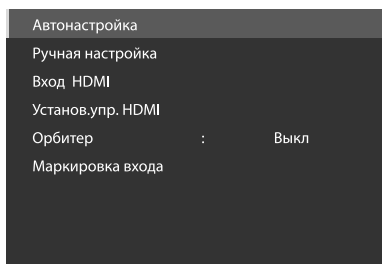 Автонастройка
Ручная настройка
Вход HDMI
Установ.упр. HDMI
Орбитер : Выкл
Маркировка входа